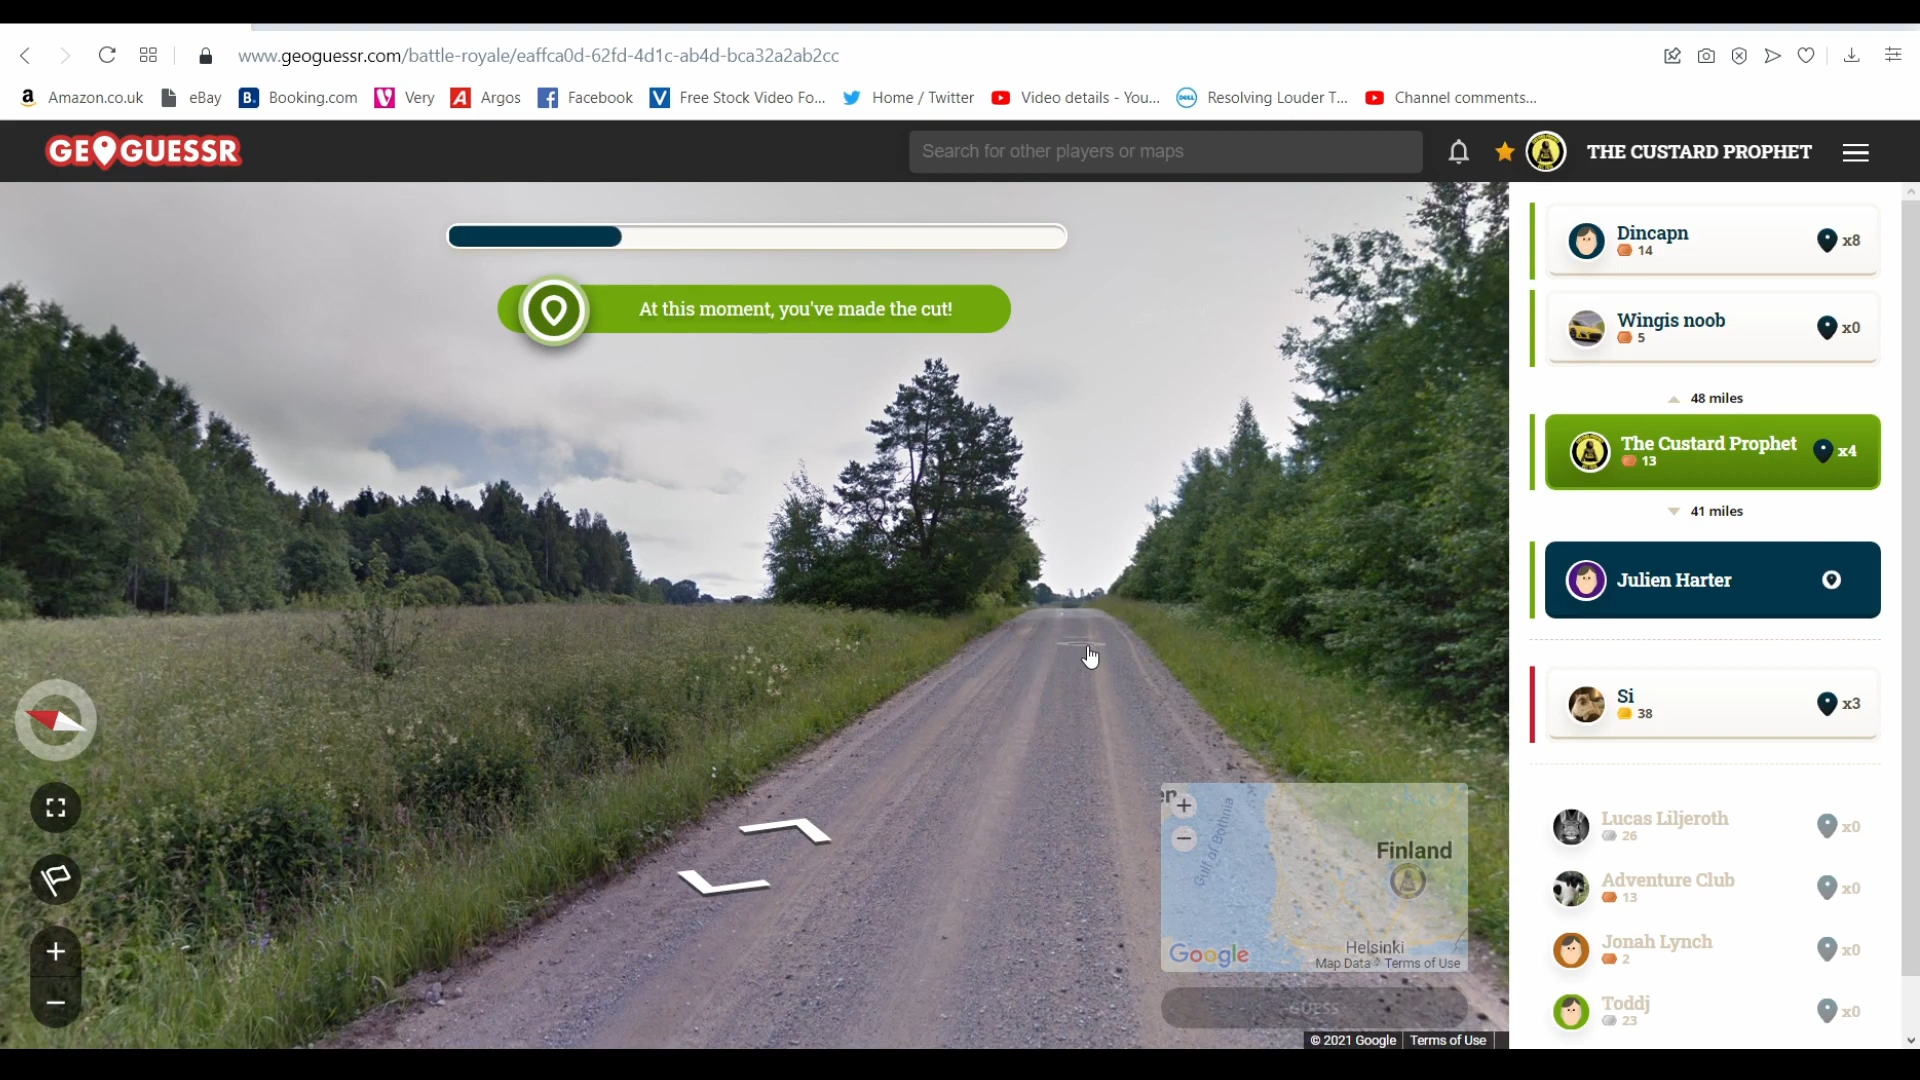 www.geoguessr.com/battle-royale/eaffca0d-62fd-4d1c-ab4d-bca32a2ab2cc
Amazon.co.uk eBay Booking.com Very Argos Facebook Free Stock Video Fo... Home / Twitter Video details - You... Resolving Louder T... Channel comments...
GEOGUESSR
Search for other players or maps
THE CUSTARD PROPHET
At this moment, you've made the cut!
Dincapn
14
x8
Wingis noob
5
x0
48 miles
The Custard Prophet
13
x4
41 miles
Julien Harter
Si
38
x3
Lucas Liljeroth
26
x0
Adventure Club
13
x0
Jonah Lynch
2
x0
Toddj
23
x0
Gulf of Bothnia
Finland
Helsinki
Google
Map Data Terms of Use
GUESS
© 2021 Google Terms of Use